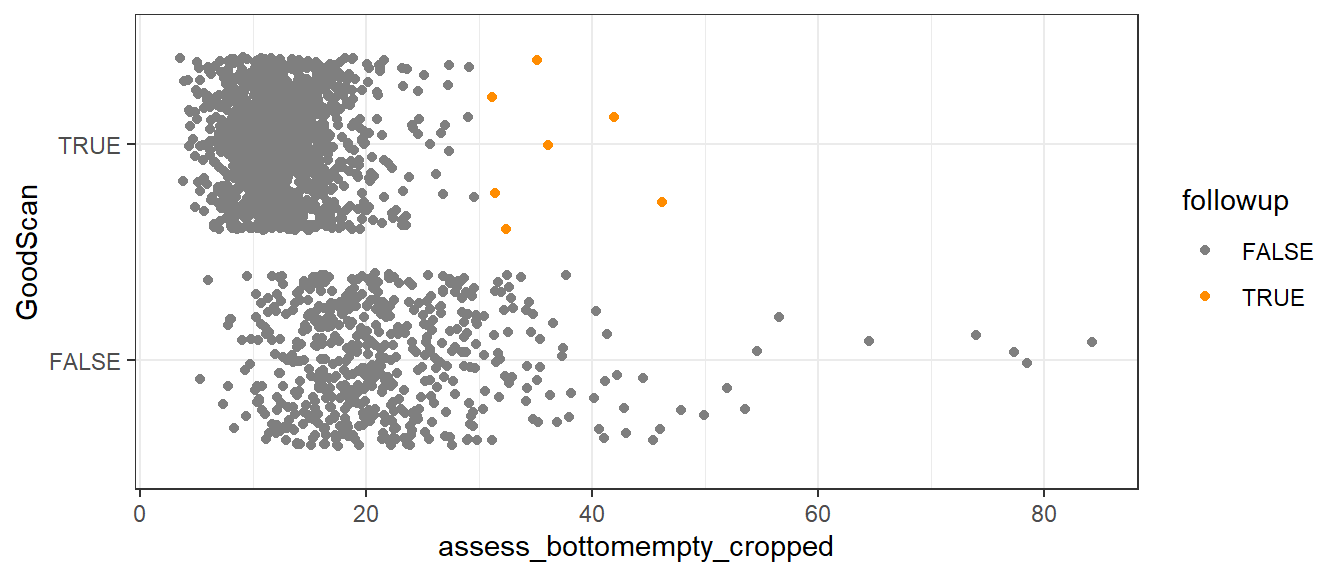 GoodScan
TRUE
FALSE
0
20
40
60
80
assess_bottomempty_cropped
followup
FALSE
TRUE